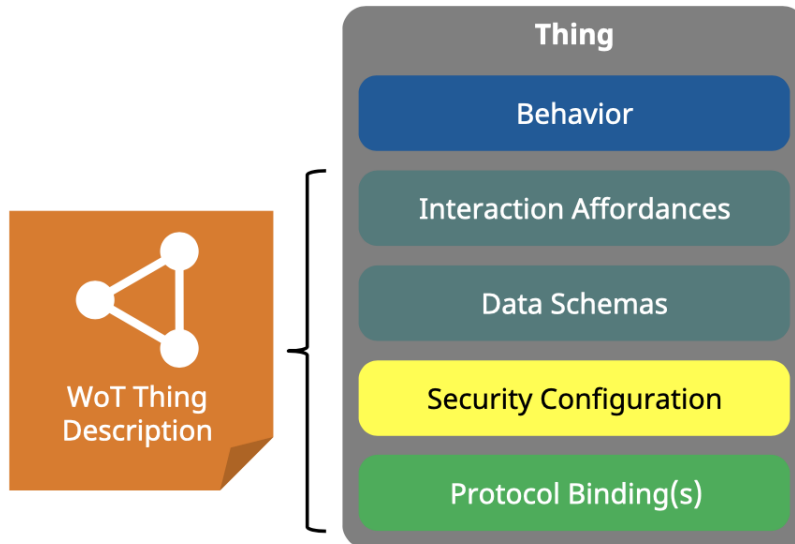 Thing
Behavior
Interaction Affordances
Data Schemas
Security Configuration
Protocol Binding(s)
WoT Thing
Description